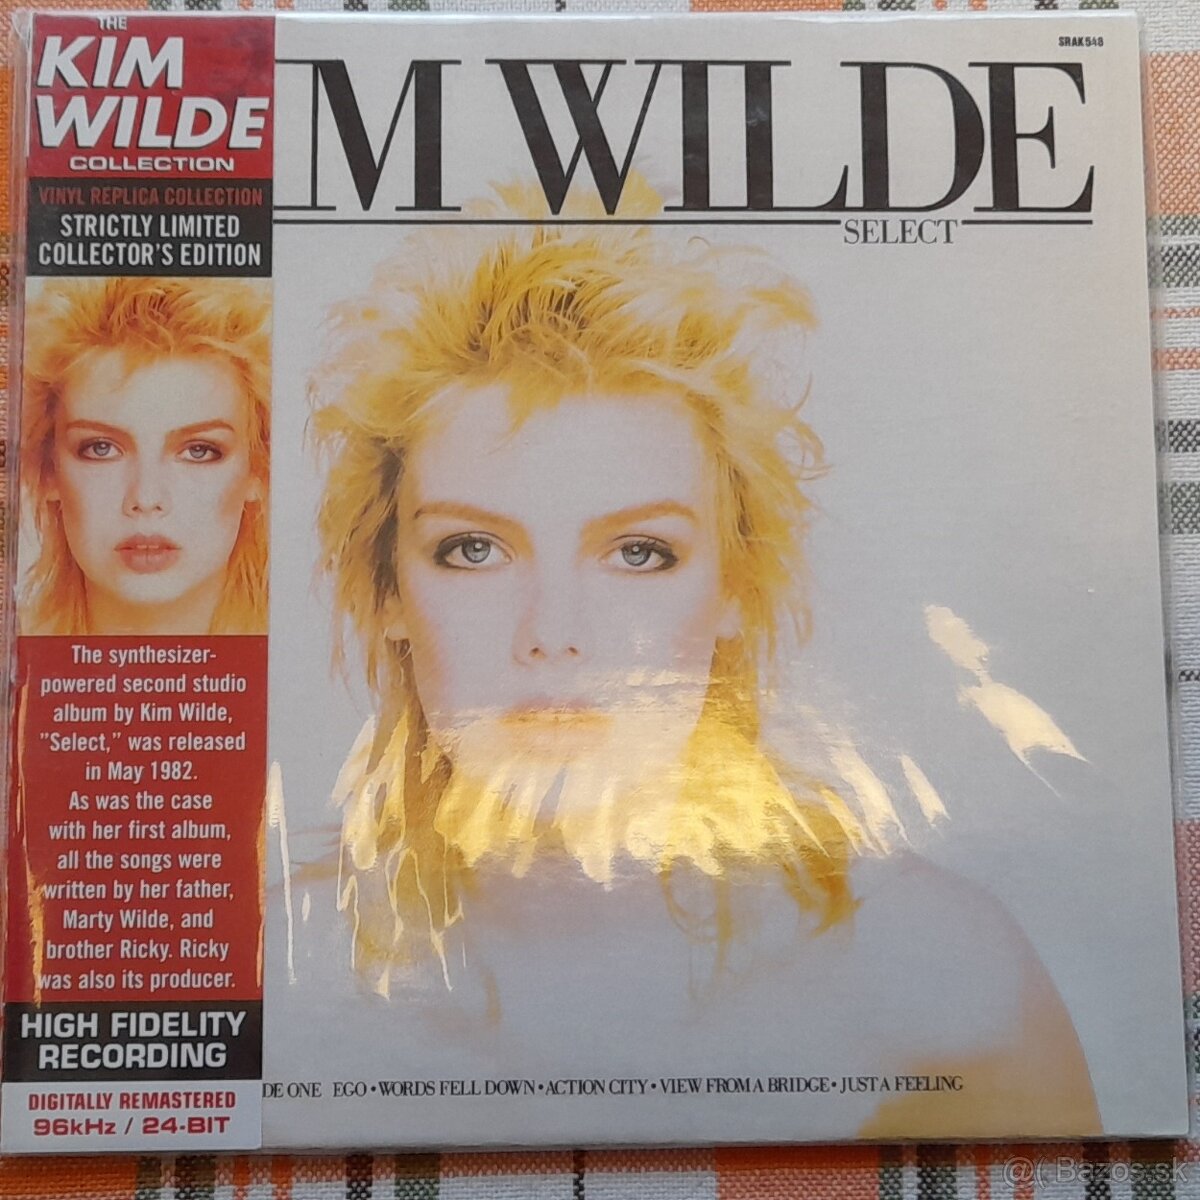 THE
KIM
WILDE
COLLECTION
VINYL REPLICA COLLECTION
STRICTLY LIMITED
COLLECTOR'S EDITION
The synthesizer-
powered second studio
album by Kim Wilde,
"Select," was released
in May 1982.
As was the case
with her first album,
all the songs were
written by her father,
Marty Wilde, and
brother Ricky. Ricky
was also its producer.
HIGH FIDELITY
RECORDING
DIGITALLY REMASTERED
96kHz / 24-BIT
SRAK 548
M WILDE
SELECT
DE ONE EGO • WORDS FELL DOWN • ACTION CITY • VIEW FROM A BRIDGE • JUST A FEELING
@( Bazos.sk